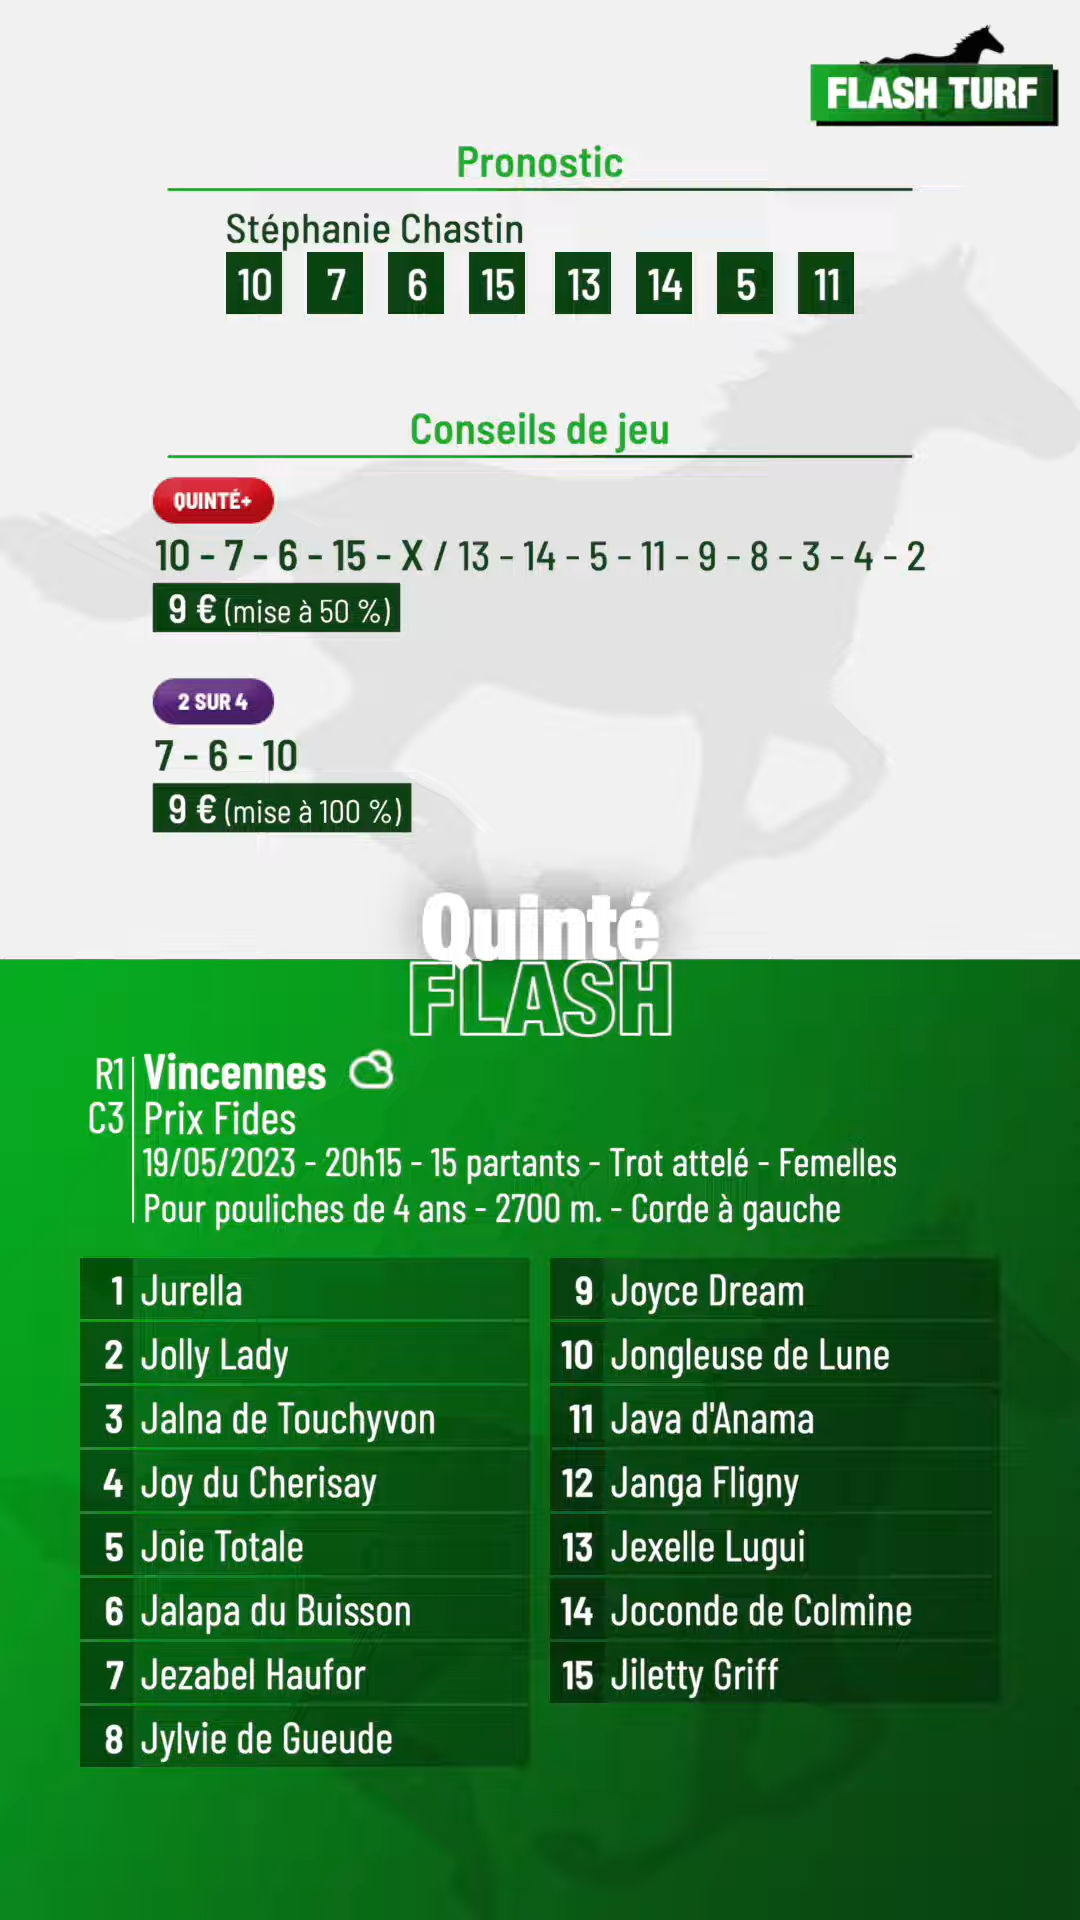 FLASH TURF
Pronostic
Stéphanie Chastin
10 7 6 15 13 14 5 11
Conseils de jeu
QUINTÉ+
10 - 7 - 6 - 15 - X / 13 - 14 - 5 - 11 - 9 - 8 - 3 - 4 - 2
9 € (mise à 50 %)
2 SUR 4
7 - 6 - 10
9 € (mise à 100 %)
Quinté
FLASH
R1 Vincennes
C3 Prix Fides
19/05/2023 - 20h15 - 15 partants - Trot attelé - Femelles
Pour pouliches de 4 ans - 2700 m. - Corde à gauche
1 Jurella
2 Jolly Lady
3 Jalna de Touchyvon
4 Joy du Cherisay
5 Joie Totale
6 Jalapa du Buisson
7 Jezabel Haufor
8 Jylvie de Gueude
9 Joyce Dream
10 Jongleuse de Lune
11 Java d'Anama
12 Janga Fligny
13 Jexelle Lugui
14 Joconde de Colmine
15 Jiletty Griff